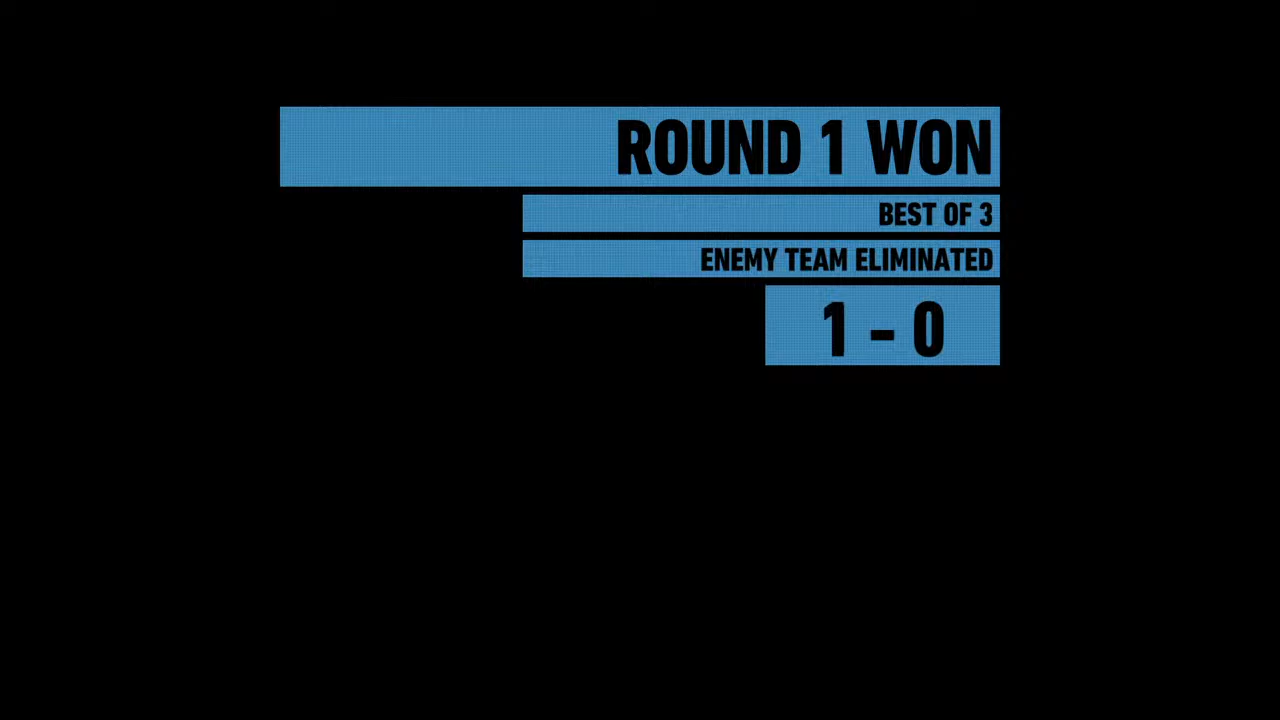 ROUND 1 WON
BEST OF 3
ENEMY TEAM ELIMINATED
1 - 0